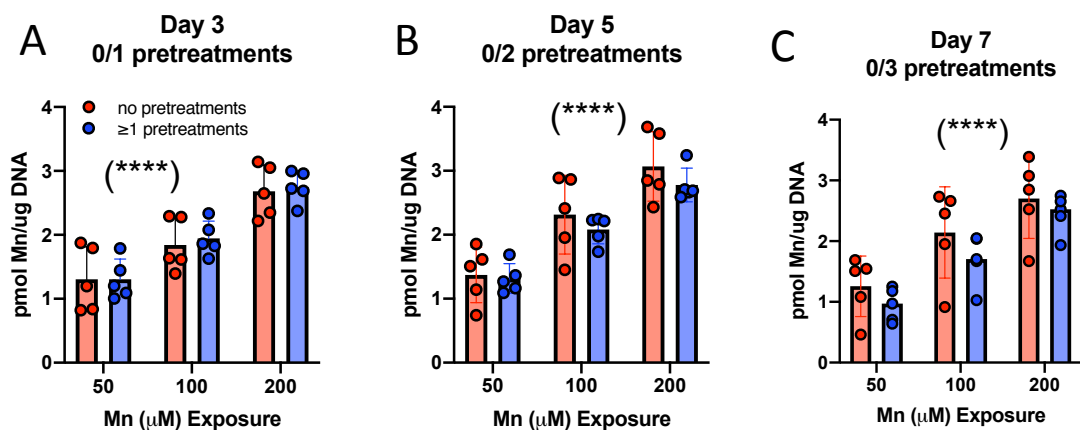 A
Day 3
0/1 pretreatments
pmol Mn/ug DNA
4
3
2
1
0
no pretreatments
≥1 pretreatments
(****)
50
100
200
Mn (μM) Exposure
B
Day 5
0/2 pretreatments
pmol Mn/ug DNA
4
3
2
1
0
(****)
50
100
200
Mn (μM) Exposure
C
Day 7
0/3 pretreatments
pmol Mn/ug DNA
4
3
2
1
0
(****)
50
100
200
Mn (μM) Exposure